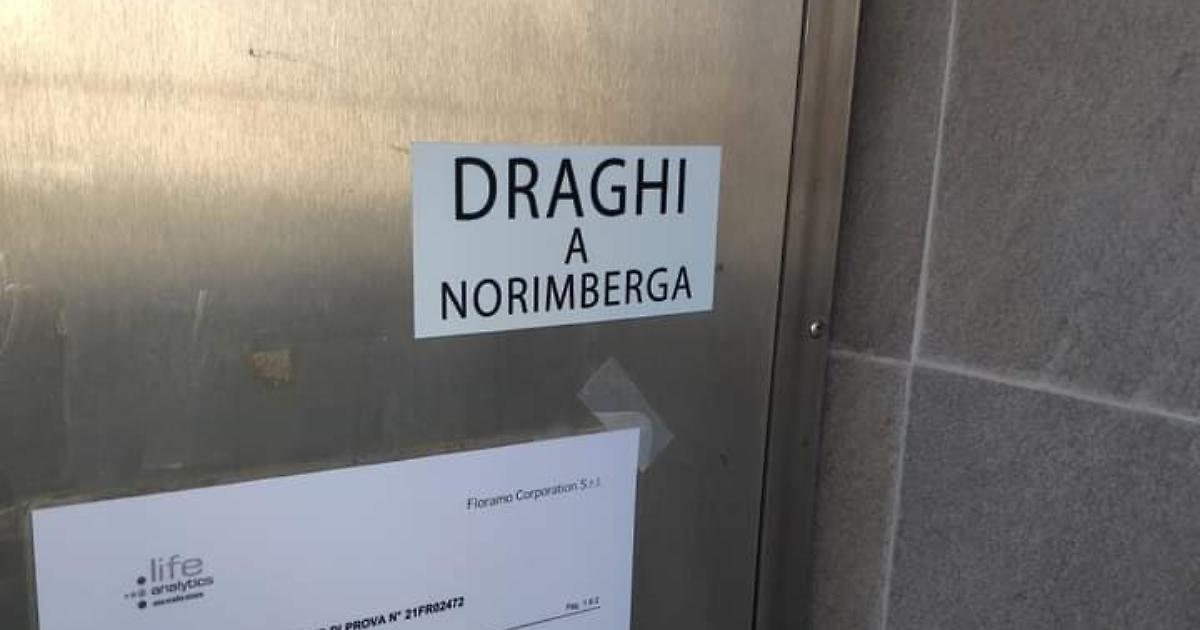 DRAGHI
A
NORIMBERGA
Floramo Corporation S.r.l.
life
analytics
DI PROVA N° 21FR02472
Pag. 1 di 2